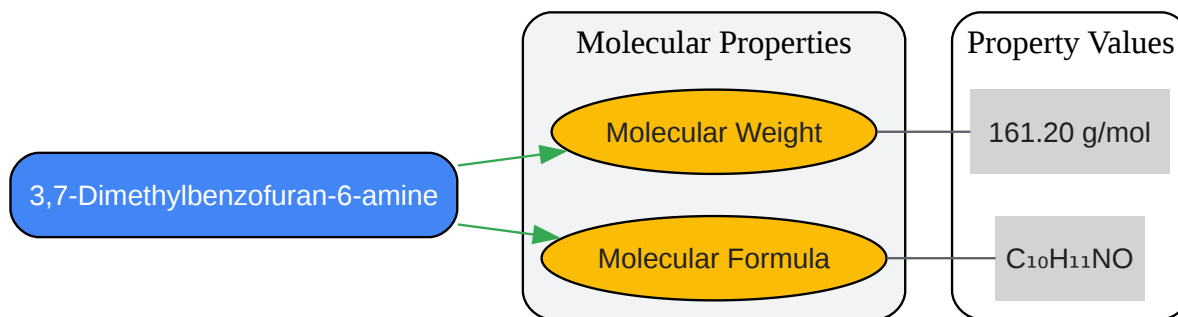 Molecular Properties
Property Values
3,7-Dimethylbenzofuran-6-amine
Molecular Weight
161.20 g/mol
Molecular Formula
C₁₀H₁₁NO